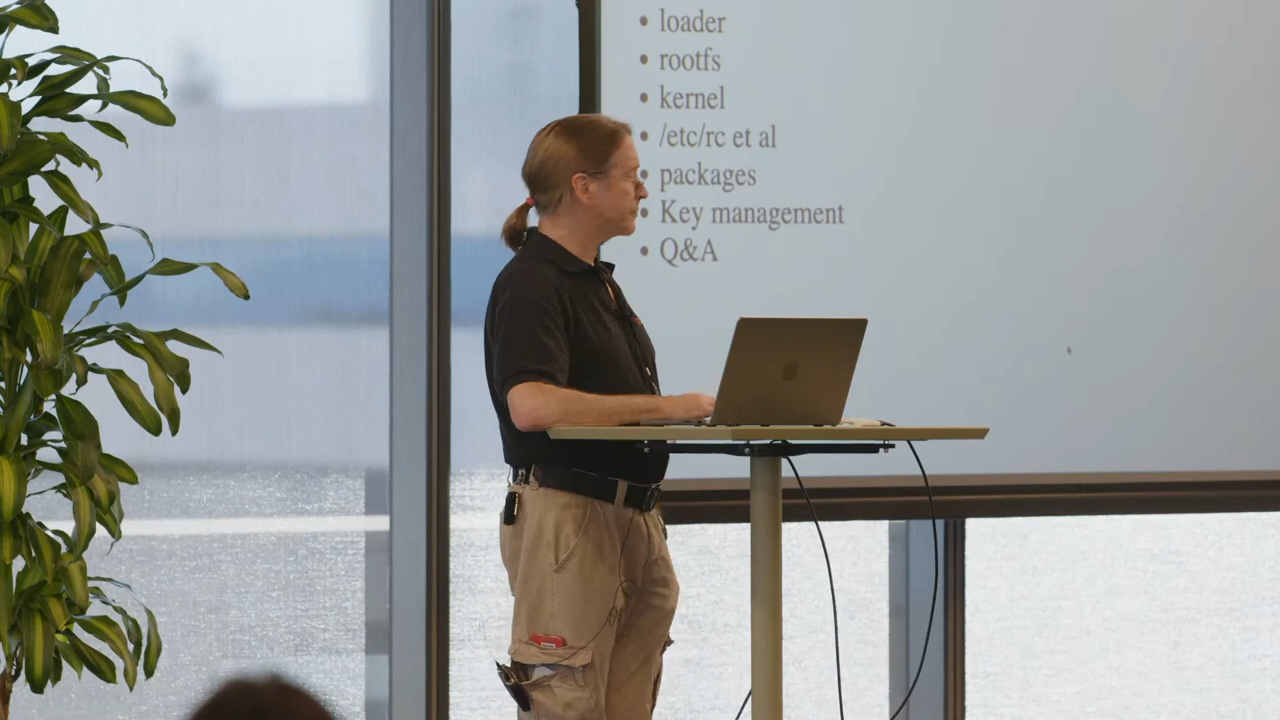 • loader
• rootfs
• kernel
• /etc/rc et al
• packages
• Key management
• Q&A